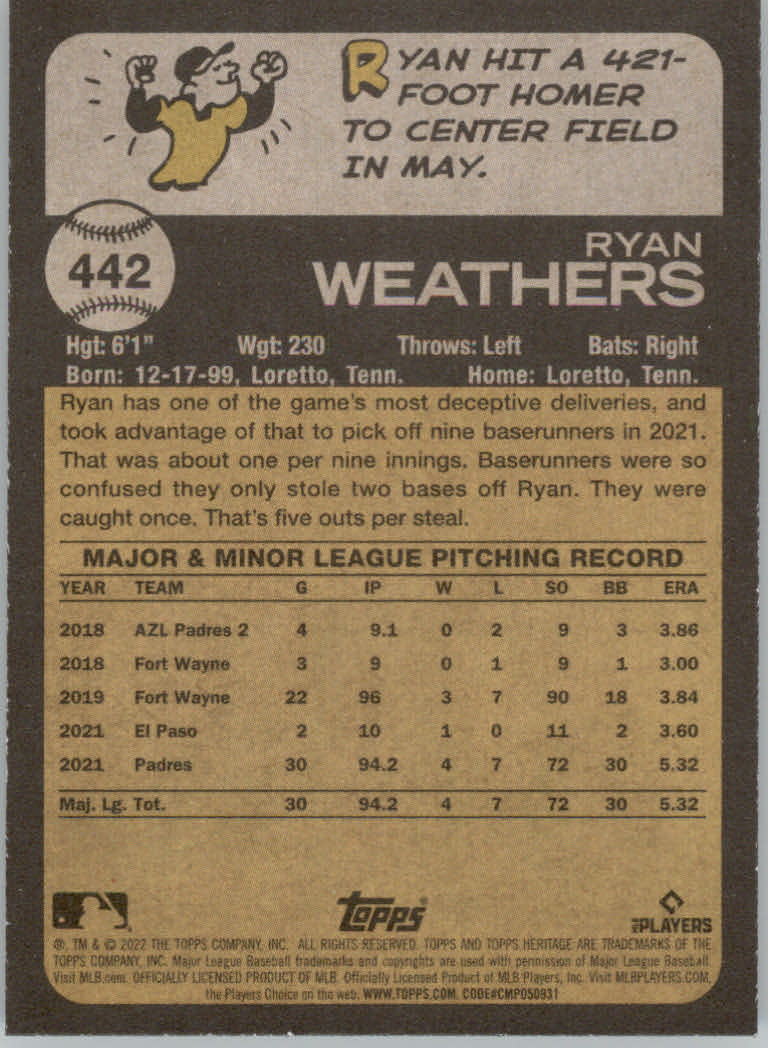 RYAN HIT A 421-
FOOT HOMER
TO CENTER FIELD
IN MAY.
442
RYAN
WEATHERS
Hgt: 6'1" Wgt: 230 Throws: Left Bats: Right
Born: 12-17-99, Loretto, Tenn. Home: Loretto, Tenn.
Ryan has one of the game's most deceptive deliveries, and
took advantage of that to pick off nine baserunners in 2021.
That was about one per nine innings. Baserunners were so
confused they only stole two bases off Ryan. They were
caught once. That's five outs per steal.
MAJOR & MINOR LEAGUE PITCHING RECORD
YEAR TEAM G IP W L SO BB ERA
2018 AZL Padres 2 4 9.1 0 2 9 3 3.86
2018 Fort Wayne 3 9 0 1 9 1 3.00
2019 Fort Wayne 22 96 3 7 90 18 3.84
2021 El Paso 2 10 1 0 11 2 3.60
2021 Padres 30 94.2 4 7 72 30 5.32
Maj. Lg. Tot. 30 94.2 4 7 72 30 5.32
topps
PLAYERS
®, TM & © 2022 THE TOPPS COMPANY, INC. ALL RIGHTS RESERVED. TOPPS AND TOPPS HERITAGE ARE TRADEMARKS OF THE
TOPPS COMPANY, INC. Major League Baseball trademarks and copyrights are used with permission of Major League Baseball.
Visit MLB.com. OFFICIALLY LICENSED PRODUCT OF MLB. Officially Licensed Product of MLB Players, Inc. Visit MLBPLAYERS.COM,
the Players Choice on the web. WWW.TOPPS.COM. CODE#CMP050931